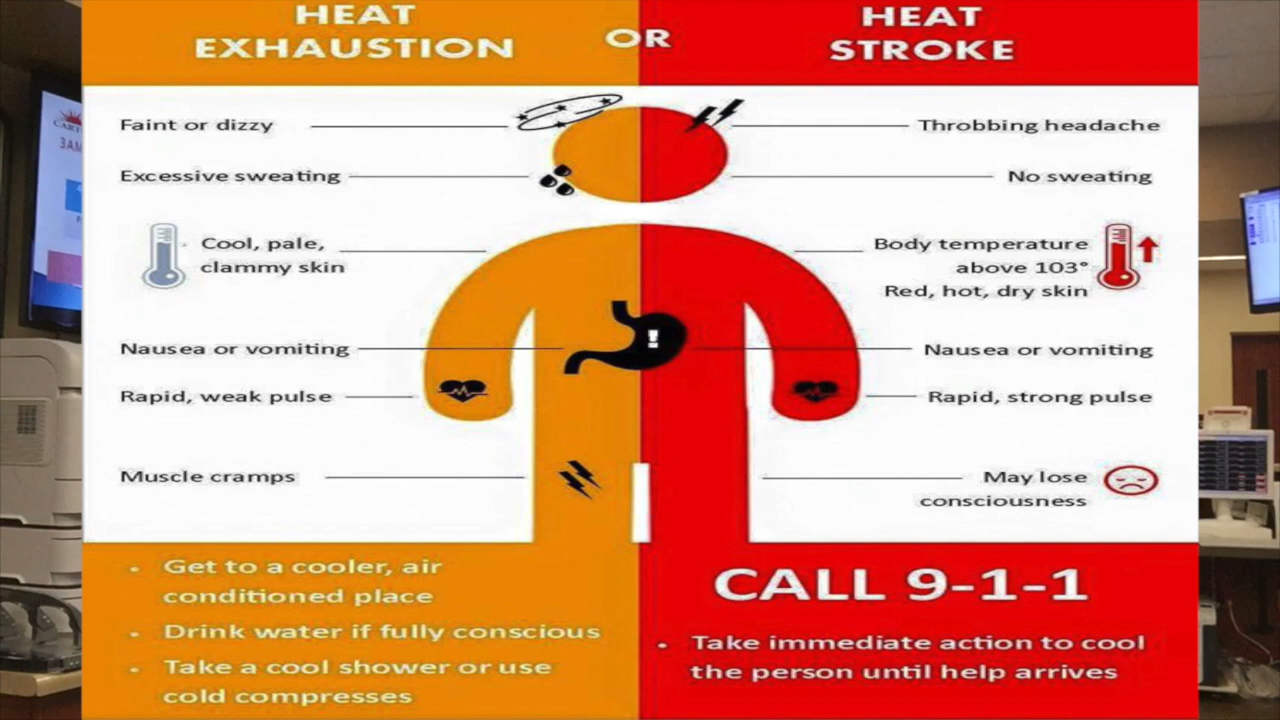 HEAT
EXHAUSTION
OR
HEAT
STROKE
Faint or dizzy
Excessive sweating
Cool, pale,
clammy skin
Nausea or vomiting
Rapid, weak pulse
Muscle cramps
Throbbing headache
No sweating
Body temperature
above 103°
Red, hot, dry skin
Nausea or vomiting
Rapid, strong pulse
May lose
consciousness
!
• Get to a cooler, air
conditioned place
• Drink water if fully conscious
• Take a cool shower or use
cold compresses
CALL 9-1-1
• Take immediate action to cool
the person until help arrives